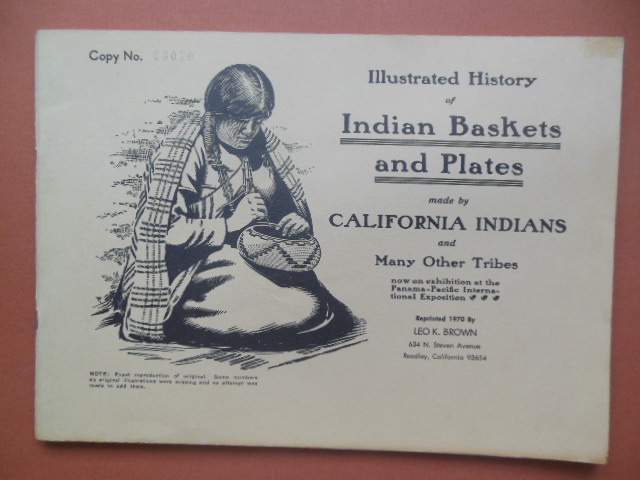 Copy No.
Illustrated History
of
Indian Baskets
and Plates
made by
CALIFORNIA INDIANS
and
Many Other Tribes
now on exhibition at the
Panama-Pacific Interna-
tional Exposition
Reprinted 1970 By
LEO K. BROWN
634 N. Steven Avenue
Reedley, California 93654
NOTE: Exact reproduction of original. Some numbers
on original illustrations were missing and no attempt was
made to add them.